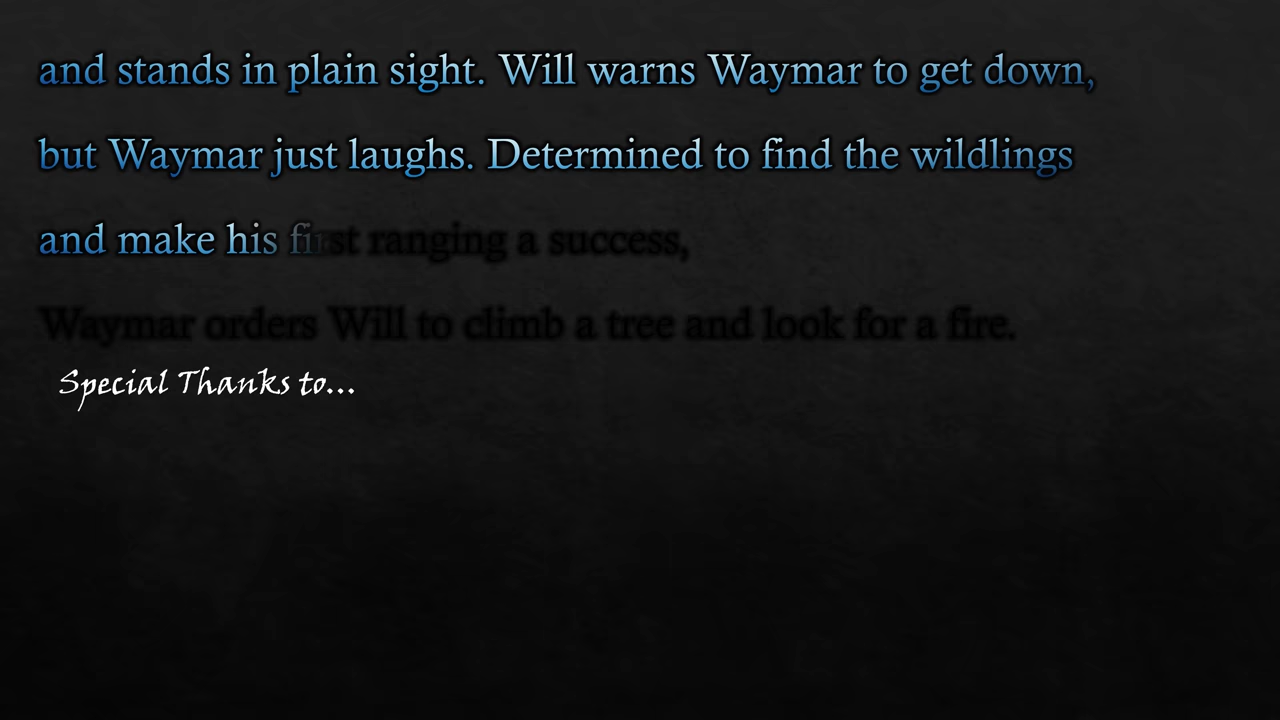 and stands in plain sight. Will warns Waymar to get down,
but Waymar just laughs. Determined to find the wildlings
and make his first ranging a success,
Waymar orders Will to climb a tree and look for a fire.
Special Thanks to...